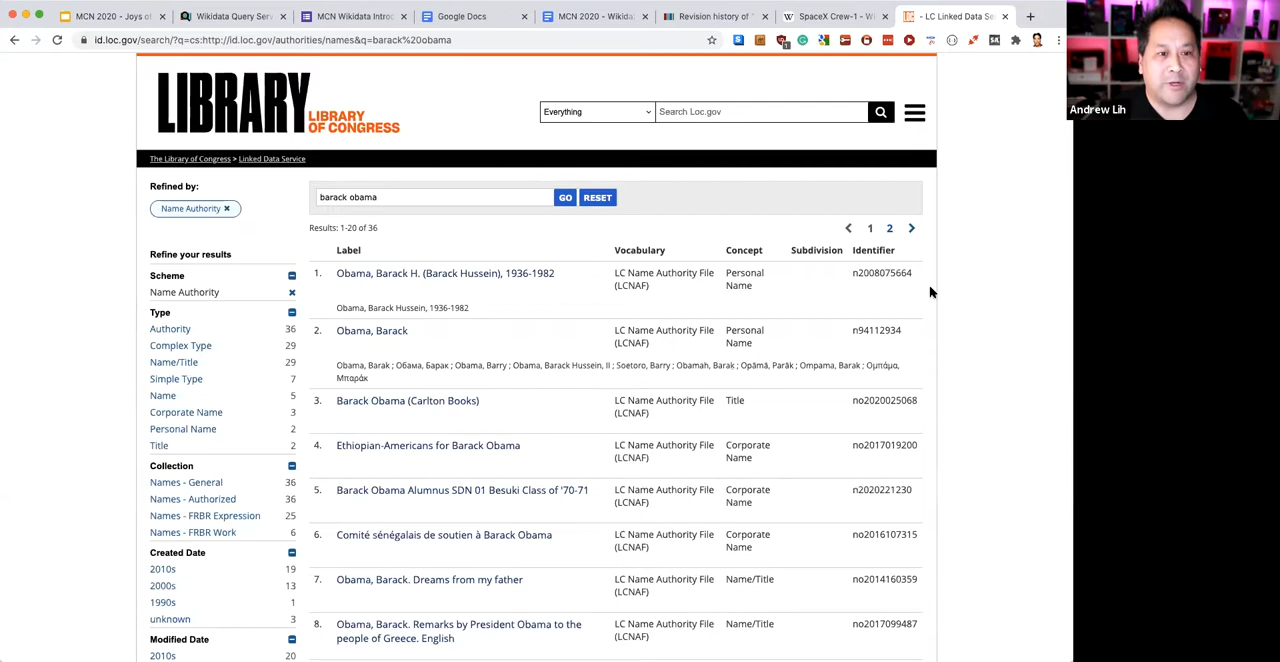 MCN 2020 - Joys of
Wikidata Query Serv
MCN Wikidata Intro
Google Docs
MCN 2020 - Wikida
Revision history of "
SpaceX Crew-1 - Wi
- LC Linked Data Se
id.loc.gov/search/?q=cs:http://id.loc.gov/authorities/names&q=barack%20obama
Andrew Lih
LIBRARY
LIBRARY
OF CONGRESS
Everything
Search Loc.gov
The Library of Congress > Linked Data Service
Refined by:
Name Authority ×
barack obama
GO
RESET
Results: 1-20 of 36
1 2
Refine your results
Scheme
Name Authority
Type
Authority 36
Complex Type 29
Name/Title 29
Simple Type 7
Name 5
Corporate Name 3
Personal Name 2
Title 2
Collection
Names - General 36
Names - Authorized 36
Names - FRBR Expression 25
Names - FRBR Work 6
Created Date
2010s 19
2000s 13
1990s 1
unknown 3
Modified Date
2010s 20
Label Vocabulary Concept Subdivision Identifier
1. Obama, Barack H. (Barack Hussein), 1936-1982 LC Name Authority File Personal n2008075664
(LCNAF) Name
Obama, Barack Hussein, 1936-1982
2. Obama, Barack LC Name Authority File Personal n94112934
(LCNAF) Name
Obama, Barak ; Обама, Барак ; Obama, Barry ; Obama, Barack Hussein, II ; Soetoro, Barry ; Obamah, Baraḳ ; Opāmā, Parāk ; Ompama, Barak ; Ομπάμα,
Μπαράκ
3. Barack Obama (Carlton Books) LC Name Authority File Title no2020025068
(LCNAF)
4. Ethiopian-Americans for Barack Obama LC Name Authority File Corporate no2017019200
(LCNAF) Name
5. Barack Obama Alumnus SDN 01 Besuki Class of '70-71 LC Name Authority File Corporate n2020221230
(LCNAF) Name
6. Comité sénégalais de soutien à Barack Obama LC Name Authority File Corporate no2016107315
(LCNAF) Name
7. Obama, Barack. Dreams from my father LC Name Authority File Name/Title no2014160359
(LCNAF)
8. Obama, Barack. Remarks by President Obama to the LC Name Authority File Name/Title no2017099487
people of Greece. English (LCNAF)